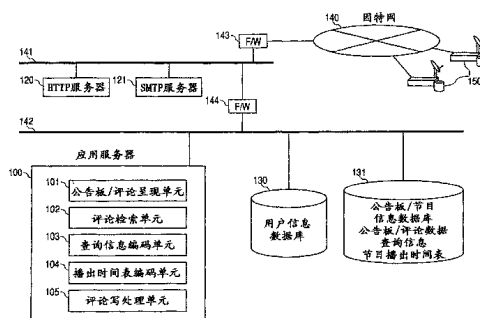 143
F/W
140
因特网
150
141
120
HTTP服务器
121
SMTP服务器
144
F/W
142
应用服务器
100
101
公告板/评论呈现单元
102
评论检索单元
103
查询信息编码单元
104
播出时间表编码单元
105
评论写处理单元
130
用户信息
数据库
131
公告板/节目
信息数据库
公告板/评论数据
查询信息
节目播出时间表